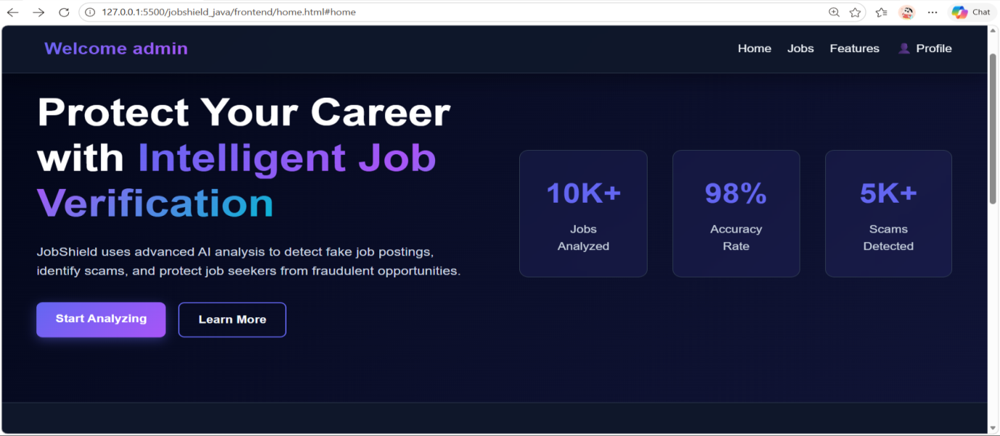 127.0.0.1:5500/jobshield_java/frontend/home.html#home
Chat
Welcome admin
Home
Jobs
Features
Profile
Protect Your Career
with Intelligent Job
Verification
JobShield uses advanced AI analysis to detect fake job postings,
identify scams, and protect job seekers from fraudulent opportunities.
Start Analyzing
Learn More
10K+
Jobs
Analyzed
98%
Accuracy
Rate
5K+
Scams
Detected